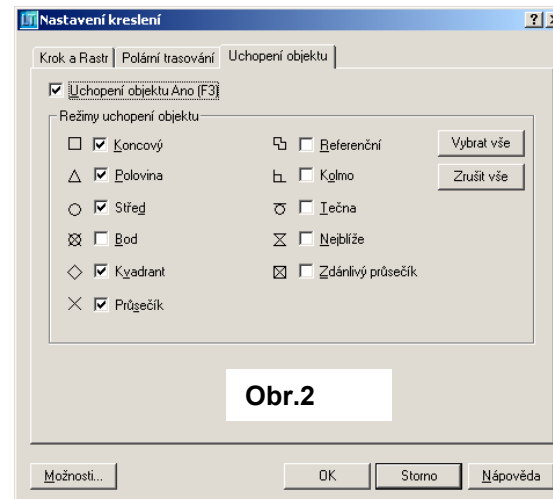 Nastavení kreslení
Krok a Rastr Polární trasování Uchopení objektu
Uchopení objektu Ano (F3)
Režimy uchopení objektu
Koncový
Polovina
Střed
Bod
Kvadrant
Průsečík
Referenční
Kolmo
Tečna
Nejblíže
Zdánlivý průsečík
Vybrat vše
Zrušit vše
Obr.2
Možnosti... OK Storno Nápověda